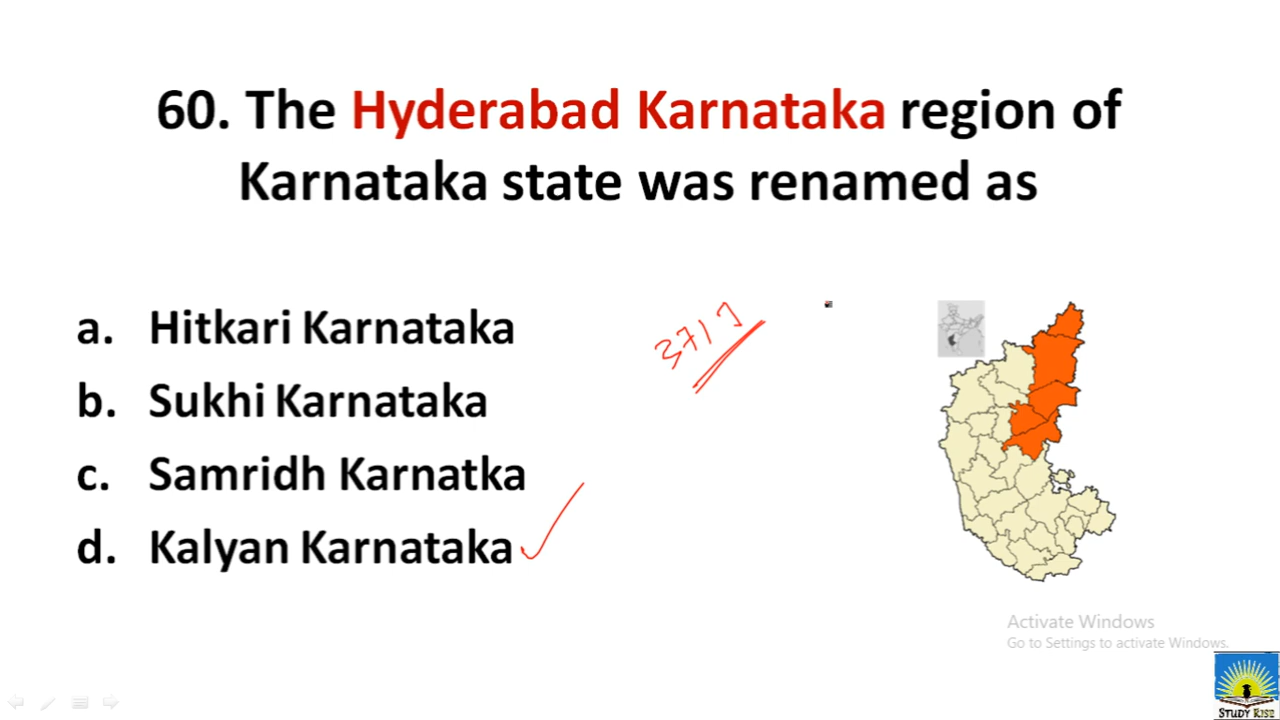 60. The Hyderabad Karnataka region of
Karnataka state was renamed as
a. Hitkari Karnataka
b. Sukhi Karnataka
c. Samridh Karnatka
d. Kalyan Karnataka
371 J
Activate Windows
Go to Settings to activate Windows.
STUDY RISE